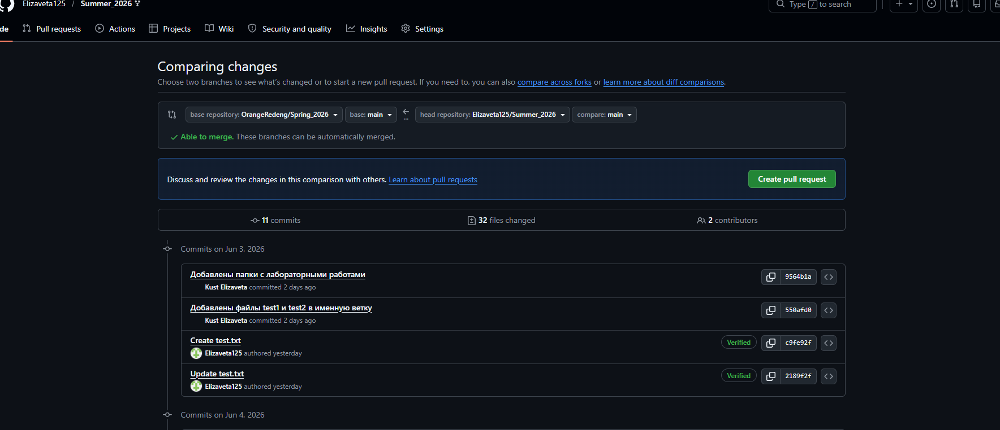 Elizaveta125 / Summer_2026
Type / to search
de Pull requests Actions Projects Wiki Security and quality Insights Settings
Comparing changes
Choose two branches to see what's changed or to start a new pull request. If you need to, you can also compare across forks or learn more about diff comparisons.
base repository: OrangeRedeng/Spring_2026 base: main head repository: Elizaveta125/Summer_2026 compare: main
Able to merge. These branches can be automatically merged.
Discuss and review the changes in this comparison with others. Learn about pull requests
Create pull request
11 commits 32 files changed 2 contributors
Commits on Jun 3, 2026
Добавлены папки с лабораторными работами
Kust Elizaveta committed 2 days ago
9564b1a
Добавлены файлы test1 и test2 в именную ветку
Kust Elizaveta committed 2 days ago
550afd0
Create test.txt
Elizaveta125 authored yesterday
Verified c9fe92f
Update test.txt
Elizaveta125 authored yesterday
Verified 2189f2f
Commits on Jun 4, 2026